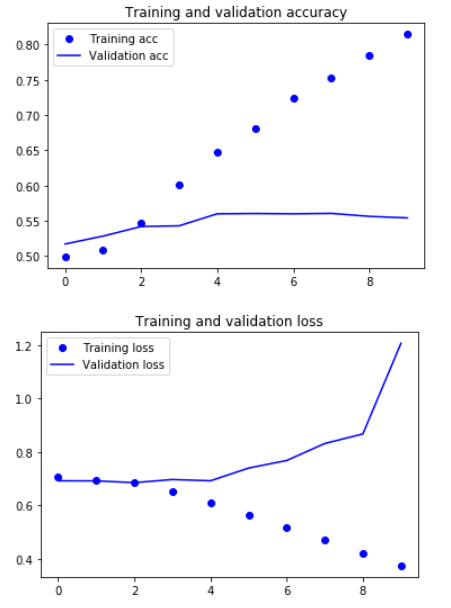 Training and validation accuracy
Training acc
Validation acc
0.80
0.75
0.70
0.65
0.60
0.55
0.50
0 2 4 6 8
Training and validation loss
Training loss
Validation loss
1.2
1.0
0.8
0.6
0.4
0 2 4 6 8